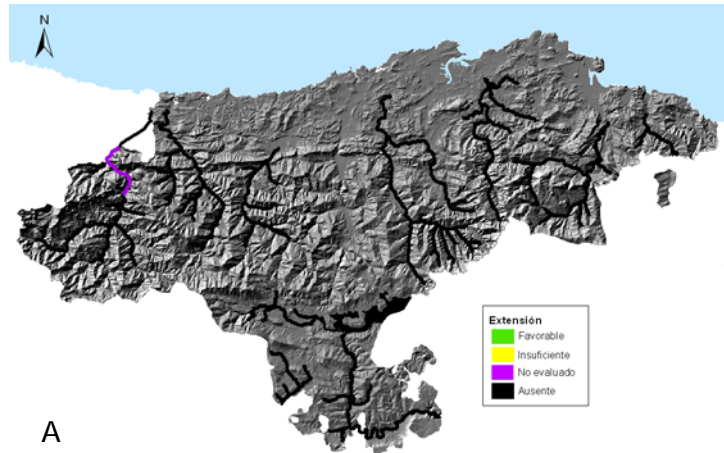 N
Extensión
Favorable
Insuficiente
No evaluado
Ausente
A